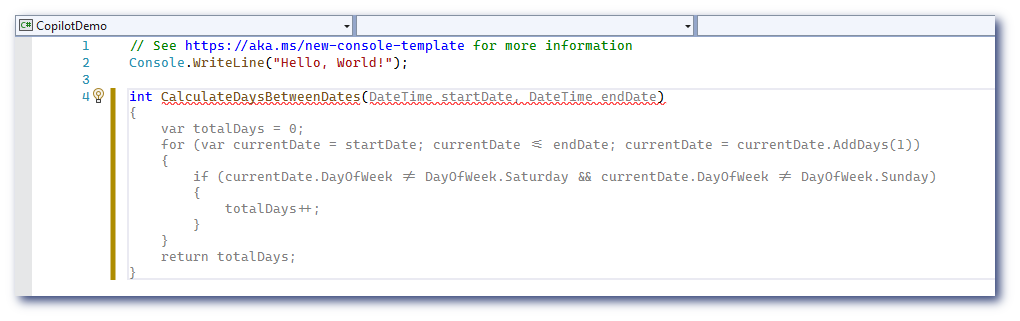 C# CopilotDemo
1 // See https://aka.ms/new-console-template for more information
2 Console.WriteLine("Hello, World!");
3
4 int CalculateDaysBetweenDates(DateTime startDate, DateTime endDate)
{
    var totalDays = 0;
    for (var currentDate = startDate; currentDate <= endDate; currentDate = currentDate.AddDays(1))
    {
        if (currentDate.DayOfWeek != DayOfWeek.Saturday && currentDate.DayOfWeek != DayOfWeek.Sunday)
        {
            totalDays++;
        }
    }
    return totalDays;
}